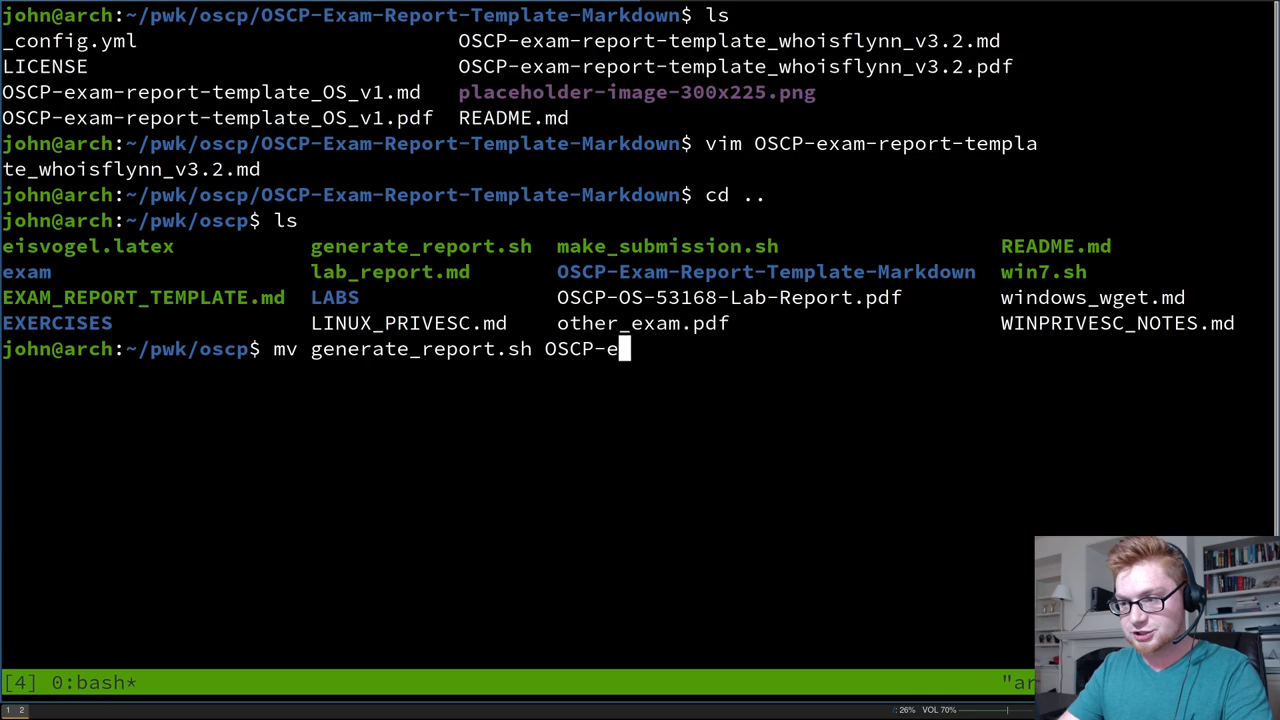 john@arch:~/pwk/oscp/OSCP-Exam-Report-Template-Markdown$ ls
_config.yml OSCP-exam-report-template_whoisflynn_v3.2.md
LICENSE OSCP-exam-report-template_whoisflynn_v3.2.pdf
OSCP-exam-report-template_OS_v1.md placeholder-image-300x225.png
OSCP-exam-report-template_OS_v1.pdf README.md
john@arch:~/pwk/oscp/OSCP-Exam-Report-Template-Markdown$ vim OSCP-exam-report-templa
te_whoisflynn_v3.2.md
john@arch:~/pwk/oscp/OSCP-Exam-Report-Template-Markdown$ cd ..
john@arch:~/pwk/oscp$ ls
eisvogel.latex generate_report.sh make_submission.sh README.md
exam lab_report.md OSCP-Exam-Report-Template-Markdown win7.sh
EXAM_REPORT_TEMPLATE.md LABS OSCP-OS-53168-Lab-Report.pdf windows_wget.md
EXERCISES LINUX_PRIVESC.md other_exam.pdf WINPRIVESC_NOTES.md
john@arch:~/pwk/oscp$ mv generate_report.sh OSCP-e
[4] 0:bash* "ar
1 2 : 26% VOL 70%